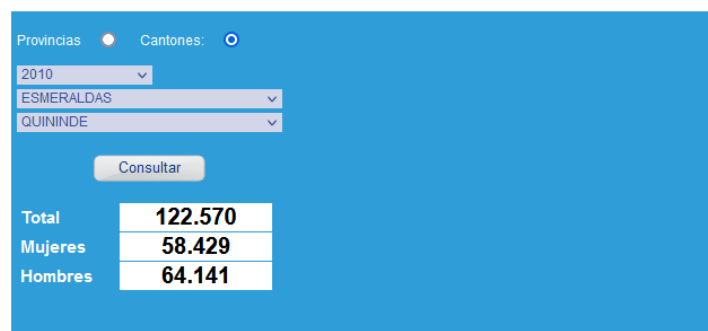 Provincias Cantones:
2010
ESMERALDAS
QUININDE
Consultar
Total 122.570
Mujeres 58.429
Hombres 64.141